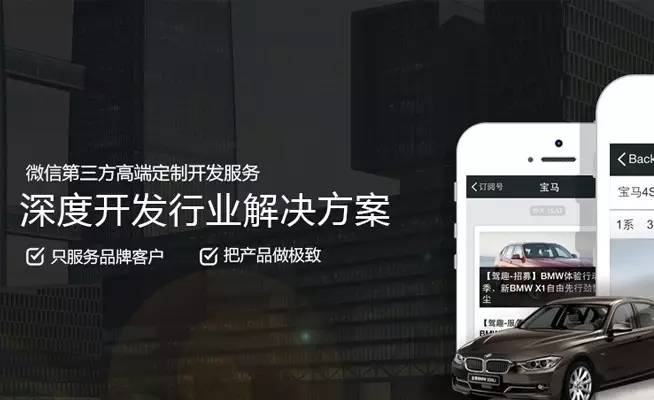 微信第三方高端定制开发服务
深度开发行业解决方案
只服务品牌客户
把产品做极致
订阅号
宝马
【驾趣-招募】BMW体验行动
季，新BMW X1自由先行劲
尘
【驾趣-服
Back
宝马4S
1系 3